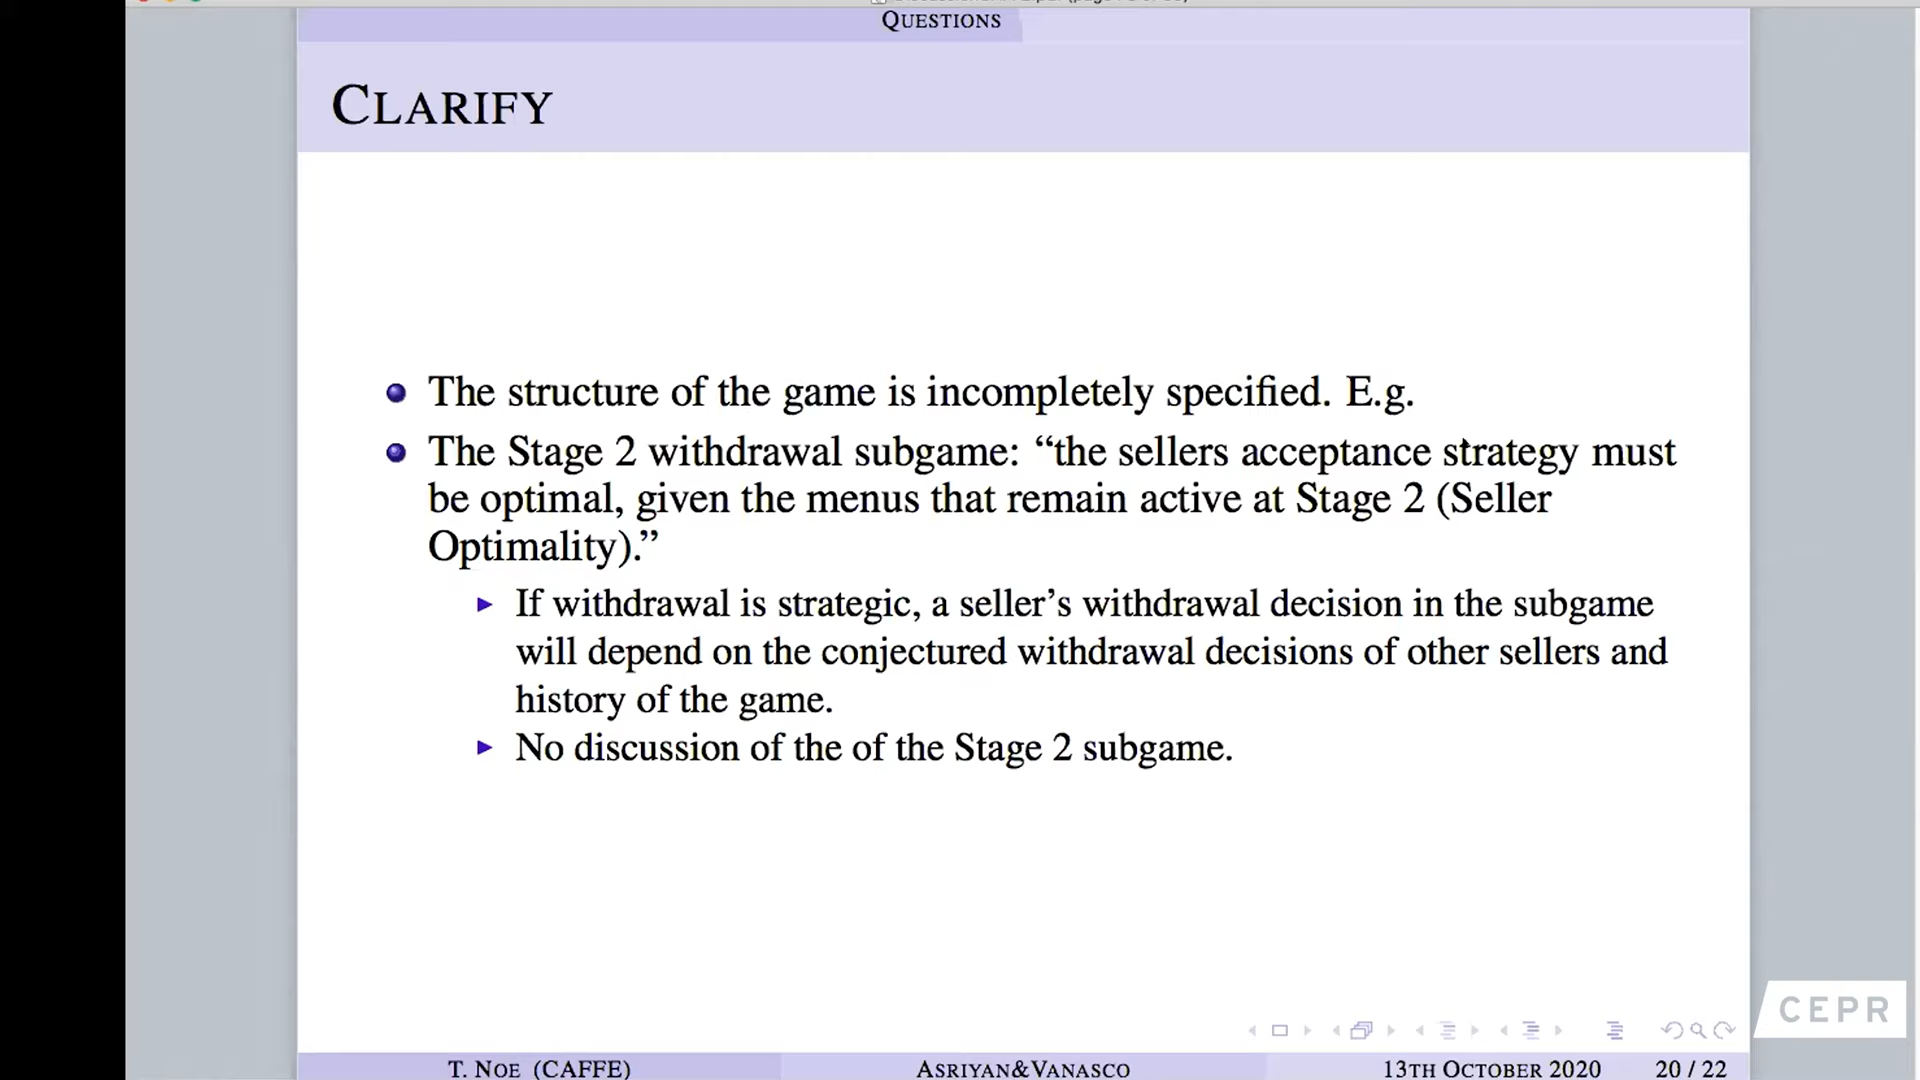 QUESTIONS
CLARIFY
The structure of the game is incompletely specified. E.g.
The Stage 2 withdrawal subgame: “the sellers acceptance strategy must
be optimal, given the menus that remain active at Stage 2 (Seller
Optimality).”
If withdrawal is strategic, a seller’s withdrawal decision in the subgame
will depend on the conjectured withdrawal decisions of other sellers and
history of the game.
No discussion of the of the Stage 2 subgame.
CEPR
T. NOE (CAFFE) ASRIYAN&VANASCO 13TH OCTOBER 2020 20 / 22